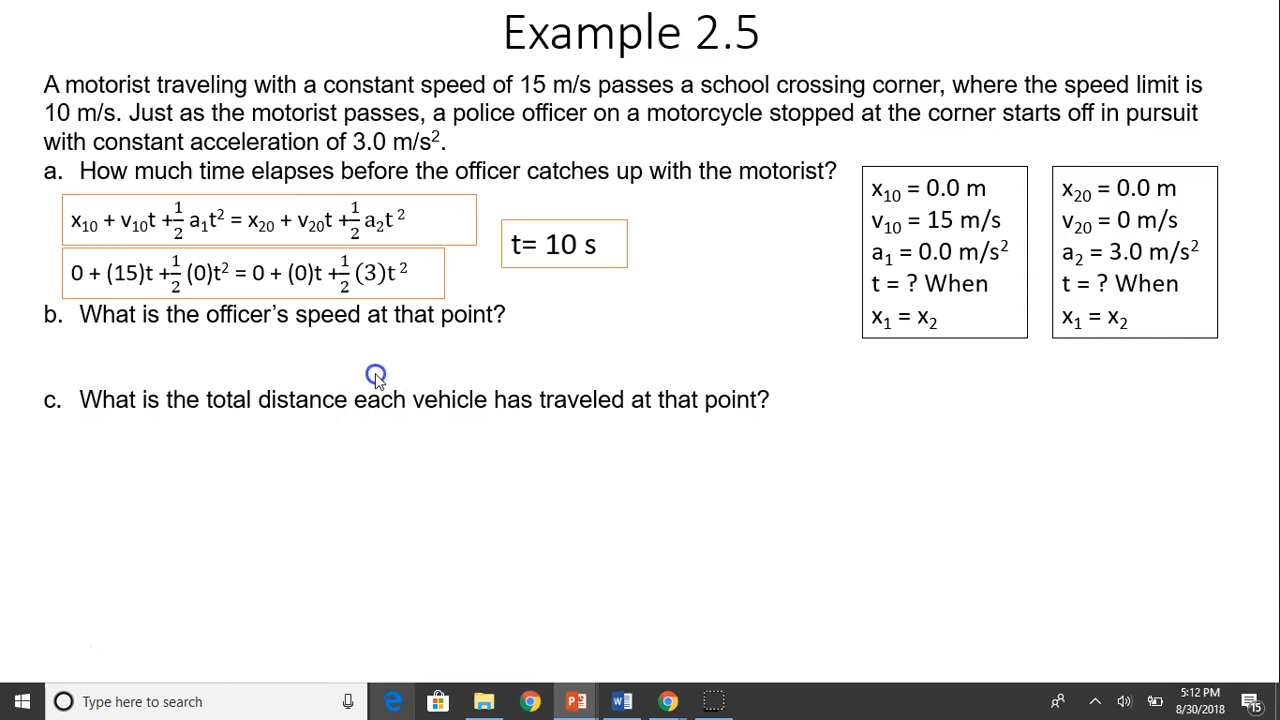 Example 2.5
A motorist traveling with a constant speed of 15 m/s passes a school crossing corner, where the speed limit is
10 m/s. Just as the motorist passes, a police officer on a motorcycle stopped at the corner starts off in pursuit
with constant acceleration of 3.0 m/s².
a. How much time elapses before the officer catches up with the motorist?
x₁₀ + v₁₀t + 1/2 a₁t² = x₂₀ + v₂₀t + 1/2 a₂t²
t= 10 s
0 + (15)t + 1/2 (0)t² = 0 + (0)t + 1/2 (3)t²
x₁₀ = 0.0 m
v₁₀ = 15 m/s
a₁ = 0.0 m/s²
t = ? When
x₁ = x₂
x₂₀ = 0.0 m
v₂₀ = 0 m/s
a₂ = 3.0 m/s²
t = ? When
x₁ = x₂
b. What is the officer's speed at that point?
c. What is the total distance each vehicle has traveled at that point?
Type here to search
5:12 PM
8/30/2018
15